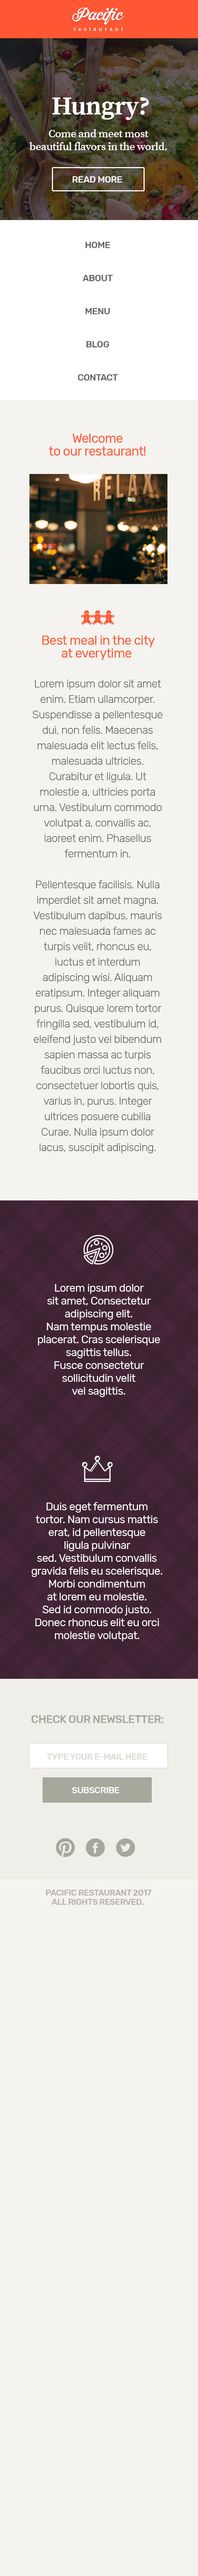 Pacific
restaurant
Hungry?
Come and meet most
beautiful flavors in the world.
READ MORE
HOME
ABOUT
MENU
BLOG
CONTACT
Welcome
to our restaurant!
RELAX
Best meal in the city
at everytime
Lorem ipsum dolor sit amet
enim. Etiam ullamcorper.
Suspendisse a pellentesque
dui, non felis. Maecenas
malesuada elit lectus felis,
malesuada ultricies.
Curabitur et ligula. Ut
molestie a, ultricies porta
urna. Vestibulum commodo
volutpat a, convallis ac,
laoreet enim. Phasellus
fermentum in.
Pellentesque facilisis. Nulla
imperdiet sit amet magna.
Vestibulum dapibus, mauris
nec malesuada fames ac
turpis velit, rhoncus eu,
luctus et interdum
adipiscing wisi. Aliquam
eratipsum. Integer aliquam
purus. Quisque lorem tortor
fringilla sed, vestibulum id,
eleifend justo vel bibendum
sapien massa ac turpis
faucibus orci luctus non,
consectetuer lobortis quis,
varius in, purus. Integer
ultrices posuere cubilia
Curae. Nulla ipsum dolor
lacus, suscipit adipiscing.
Lorem ipsum dolor
sit amet, Consectetur
adipiscing elit.
Nam tempus molestie
placerat, Cras scelerisque
sagittis tellus.
Fusce consectetur
sollicitudin velit
vel sagittis.
Duis eget fermentum
tortor. Nam cursus mattis
erat, id pellentesque
ligula pulvinar
sed. Vestibulum convallis
gravida felis eu scelerisque.
Morbi condimentum
at lorem eu molestie.
Sed id commodo justo.
Donec rhoncus elit eu orci
molestie volutpat.
CHECK OUR NEWSLETTER:
TYPE YOUR E-MAIL HERE
SUBSCRIBE
PACIFIC RESTAURANT 2017
ALL RIGHTS RESERVED.